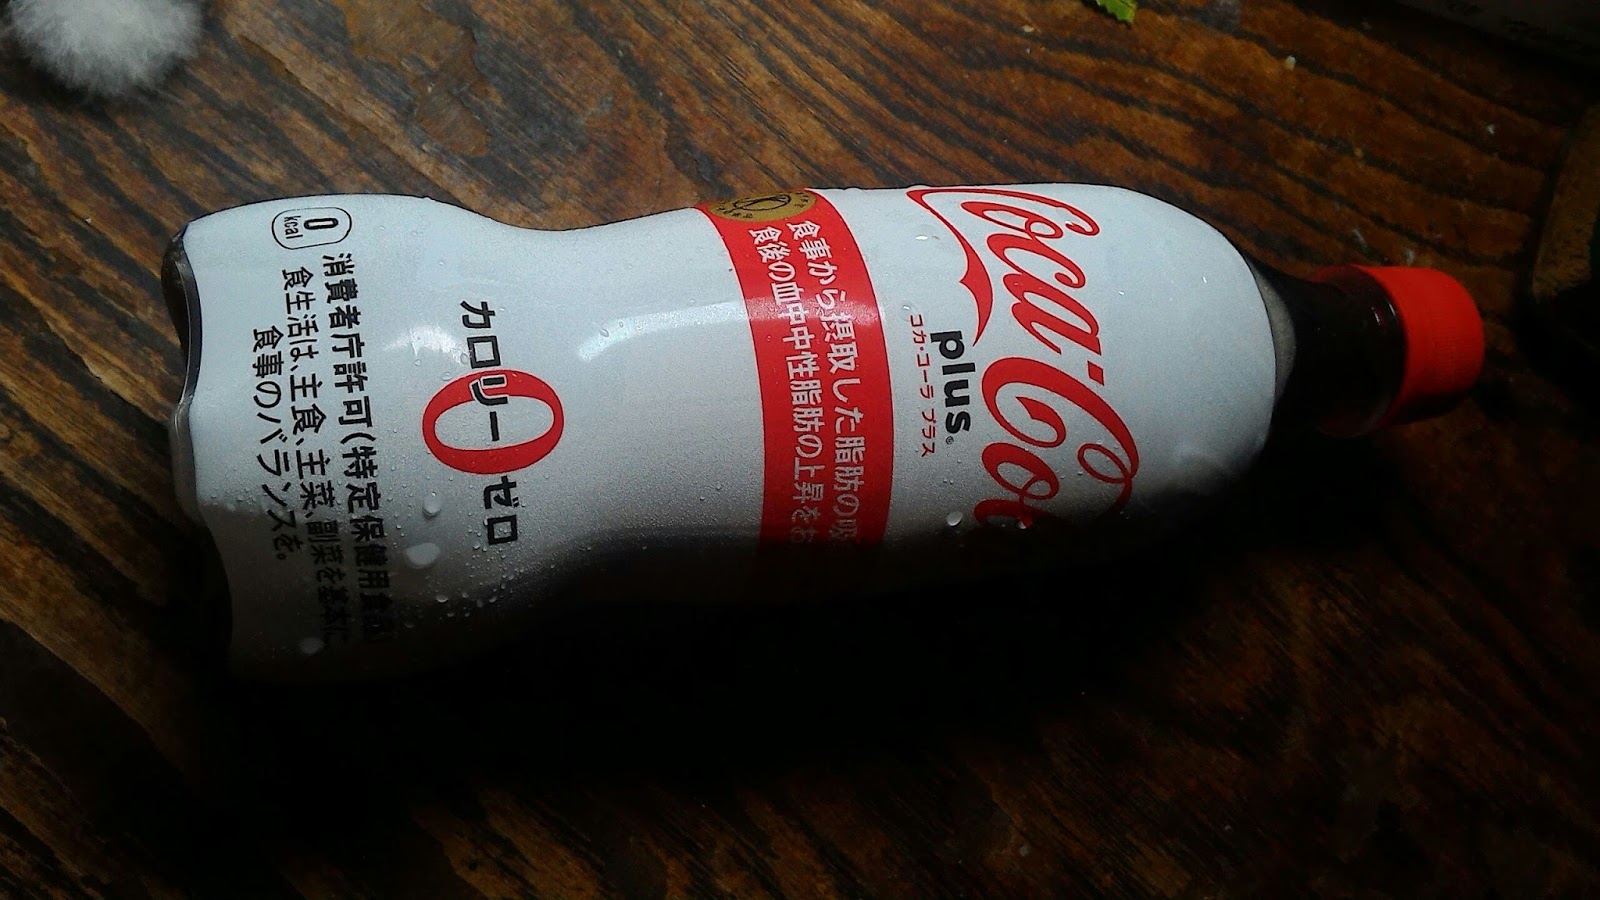 Coca-Co
plus®
コカ・コーラ プラス
食事から摂取した脂肪の吸
食後の血中中性脂肪の上昇をお
カロリー0ゼロ
0
kcal
消費者庁許可(特定保健用食品
食生活は、主食、主菜、副菜を基本に
食事のバランスを。